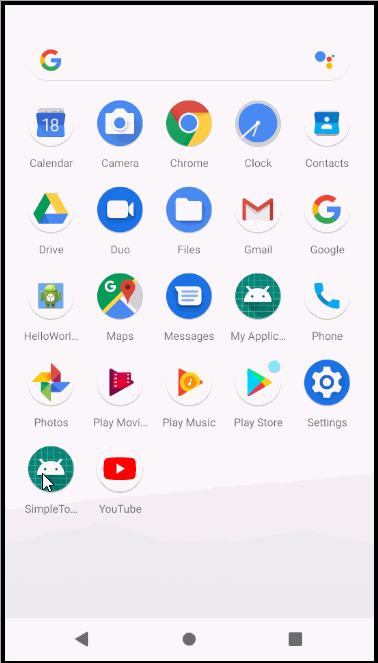 G
18
Calendar Camera Chrome Clock Contacts
Drive Duo Files Gmail Google
G
HelloWorl... Maps Messages My Applic... Phone
Photos Play Movi... Play Music Play Store Settings
SimpleTo... YouTube